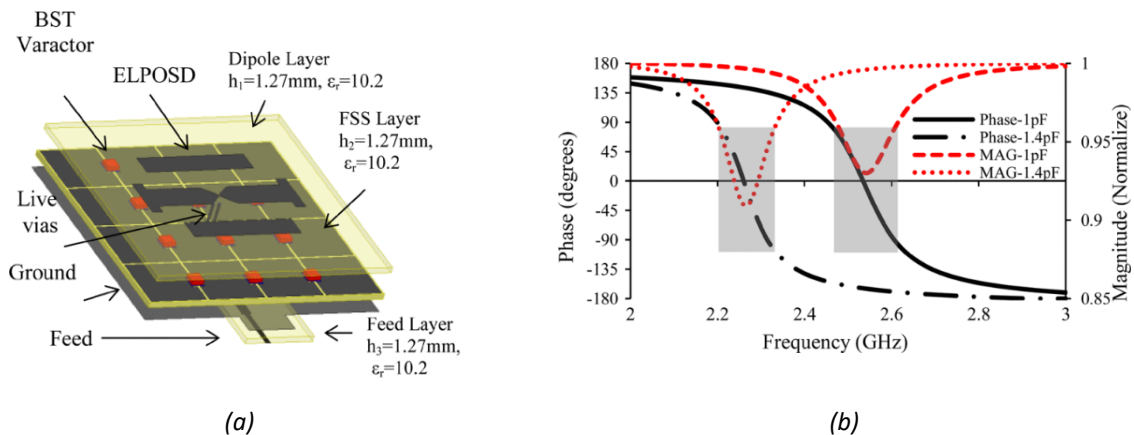 BST
Varactor
ELPOSD
Dipole Layer
h₁=1.27mm, εᵣ=10.2
FSS Layer
h₂=1.27mm,
εᵣ=10.2
Live
vias
Ground
Feed
Feed Layer
h₃=1.27mm,
εᵣ=10.2
(a)
Phase (degrees)
180
135
90
45
0
-45
-90
-135
-180
2
2.2
2.4
2.6
2.8
3
Frequency (GHz)
1
0.95
0.9
0.85
Magnitude (Normalize)
Phase-1pF
Phase-1.4pF
MAG-1pF
MAG-1.4pF
(b)